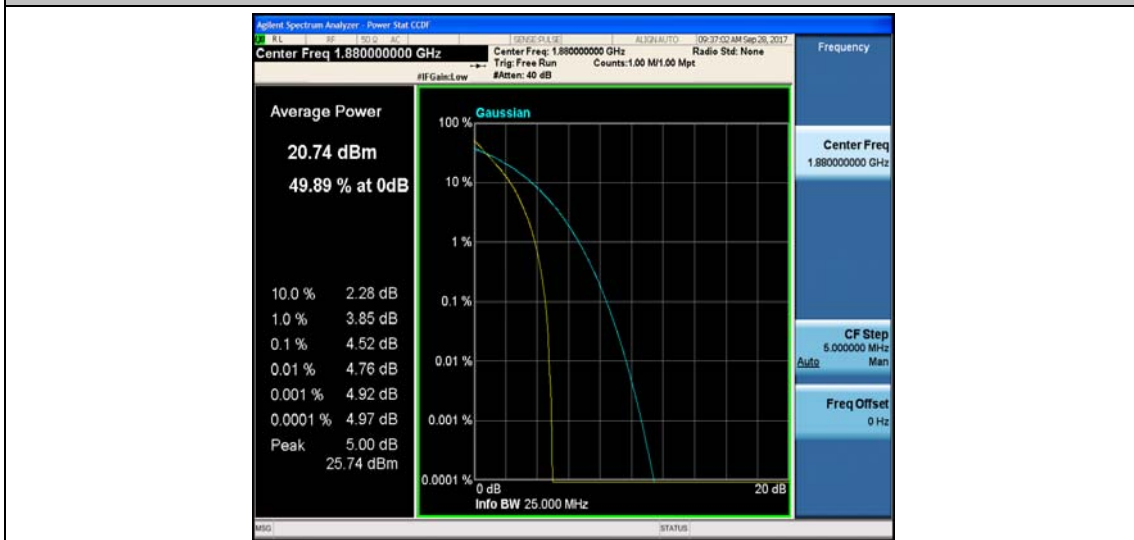 Agilent Spectrum Analyzer - Power Stat CCDF
RL RF 50 Ω AC SENSE:PULSE ALIGN AUTO 09:37:02 AM Sep 28, 2017
Center Freq 1.880000000 GHz
Center Freq: 1.880000000 GHz Radio Std: None
Trig: Free Run Counts:1.00 M/1.00 Mpt
#IFGain:Low #Atten: 40 dB
Frequency
Average Power
20.74 dBm
49.89 % at 0dB
10.0 % 2.28 dB
1.0 % 3.85 dB
0.1 % 4.52 dB
0.01 % 4.76 dB
0.001 % 4.92 dB
0.0001 % 4.97 dB
Peak 5.00 dB
25.74 dBm
Gaussian
100 %
10 %
1 %
0.1 %
0.01 %
0.001 %
0.0001 %
0 dB 20 dB
Info BW 25.000 MHz
Center Freq
1.880000000 GHz
CF Step
5.000000 MHz
Auto Man
Freq Offset
0 Hz
MSG STATUS